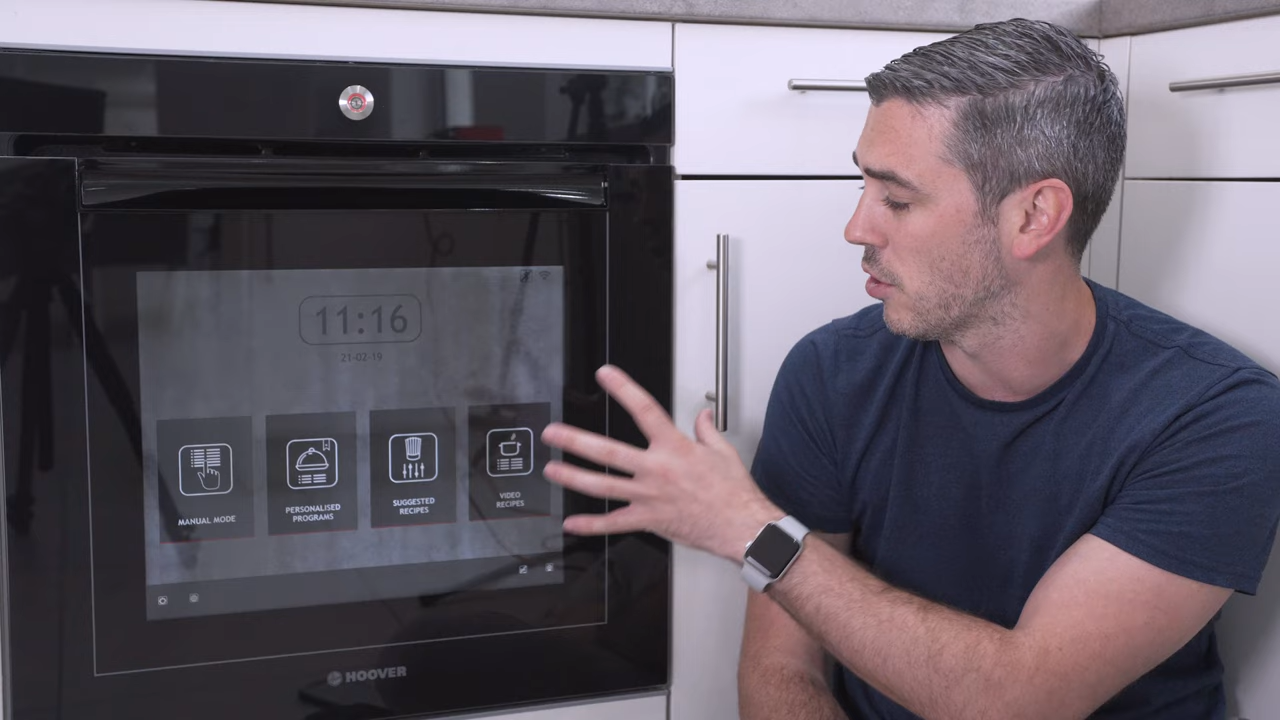 11:16
21-02-19
MANUAL MODE
PERSONALISED
PROGRAMS
SUGGESTED
RECIPES
VIDEO
RECIPES
HOOVER